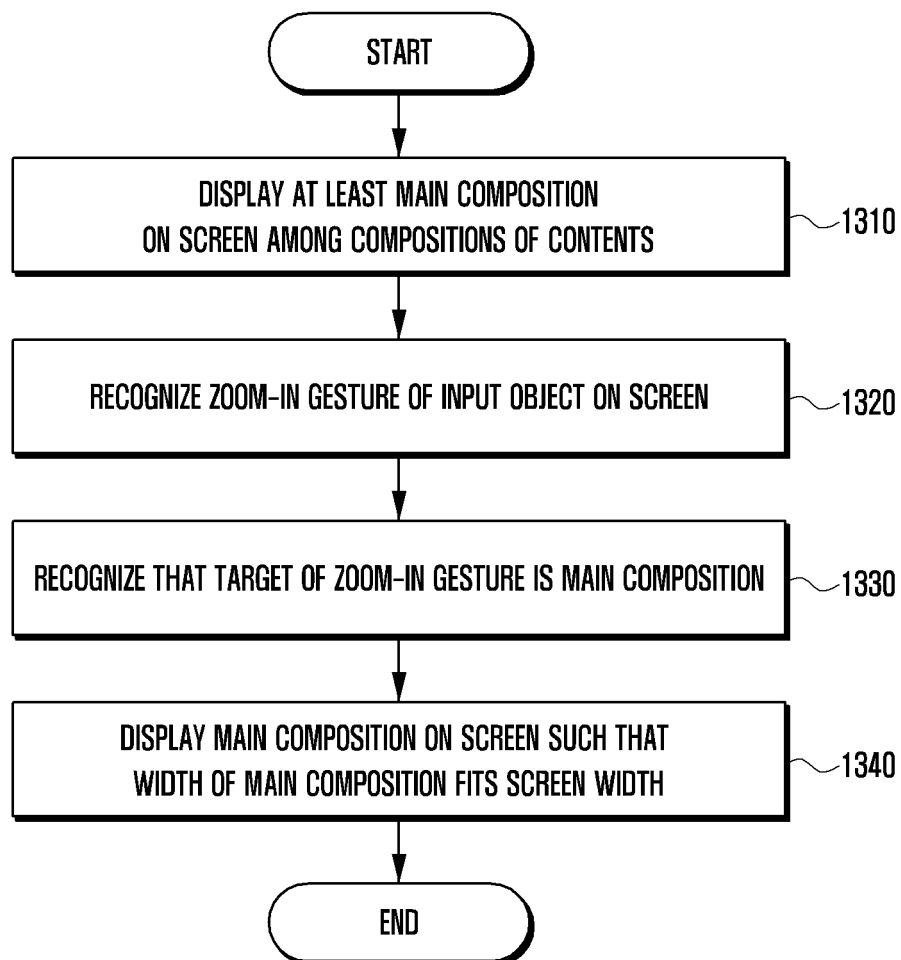 START
DISPLAY AT LEAST MAIN COMPOSITION
ON SCREEN AMONG COMPOSITIONS OF CONTENTS
1310
RECOGNIZE ZOOM-IN GESTURE OF INPUT OBJECT ON SCREEN
1320
RECOGNIZE THAT TARGET OF ZOOM-IN GESTURE IS MAIN COMPOSITION
1330
DISPLAY MAIN COMPOSITION ON SCREEN SUCH THAT
WIDTH OF MAIN COMPOSITION FITS SCREEN WIDTH
1340
END